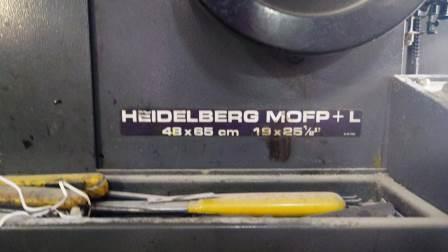 HEIDELBERG MOFP+L
48 x 65 cm 19 x 25 ⅝"